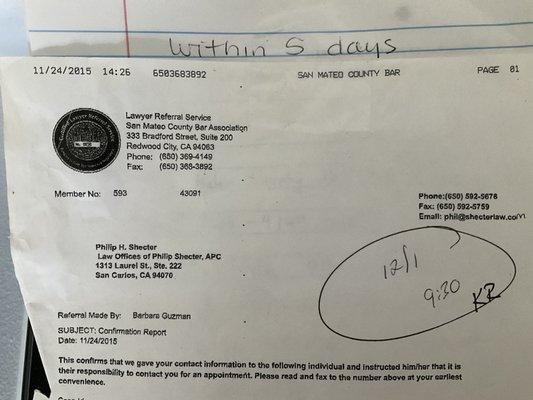 within 5 days
11/24/2015 14:26 6503683892 SAN MATEO COUNTY BAR PAGE 01
Lawyer Referral Service
San Mateo County Bar Association
333 Bradford Street, Suite 200
Redwood City, CA 94063
Phone: (650) 369-4149
Fax: (650) 368-3892
Member No: 593 43091
Phone:(650) 592-5676
Fax: (650) 592-5759
Email: phil@shecterlaw.com
Philip H. Shecter
Law Offices of Philip Shecter, APC
1313 Laurel St., Ste. 222
San Carlos, CA 94070
12/1
9:30 KR
Referral Made By: Barbara Guzman
SUBJECT: Confirmation Report
Date: 11/24/2015
This confirms that we gave your contact information to the following individual and instructed him/her that it is
their responsibility to contact you for an appointment. Please read and fax to the number above at your earliest
convenience.